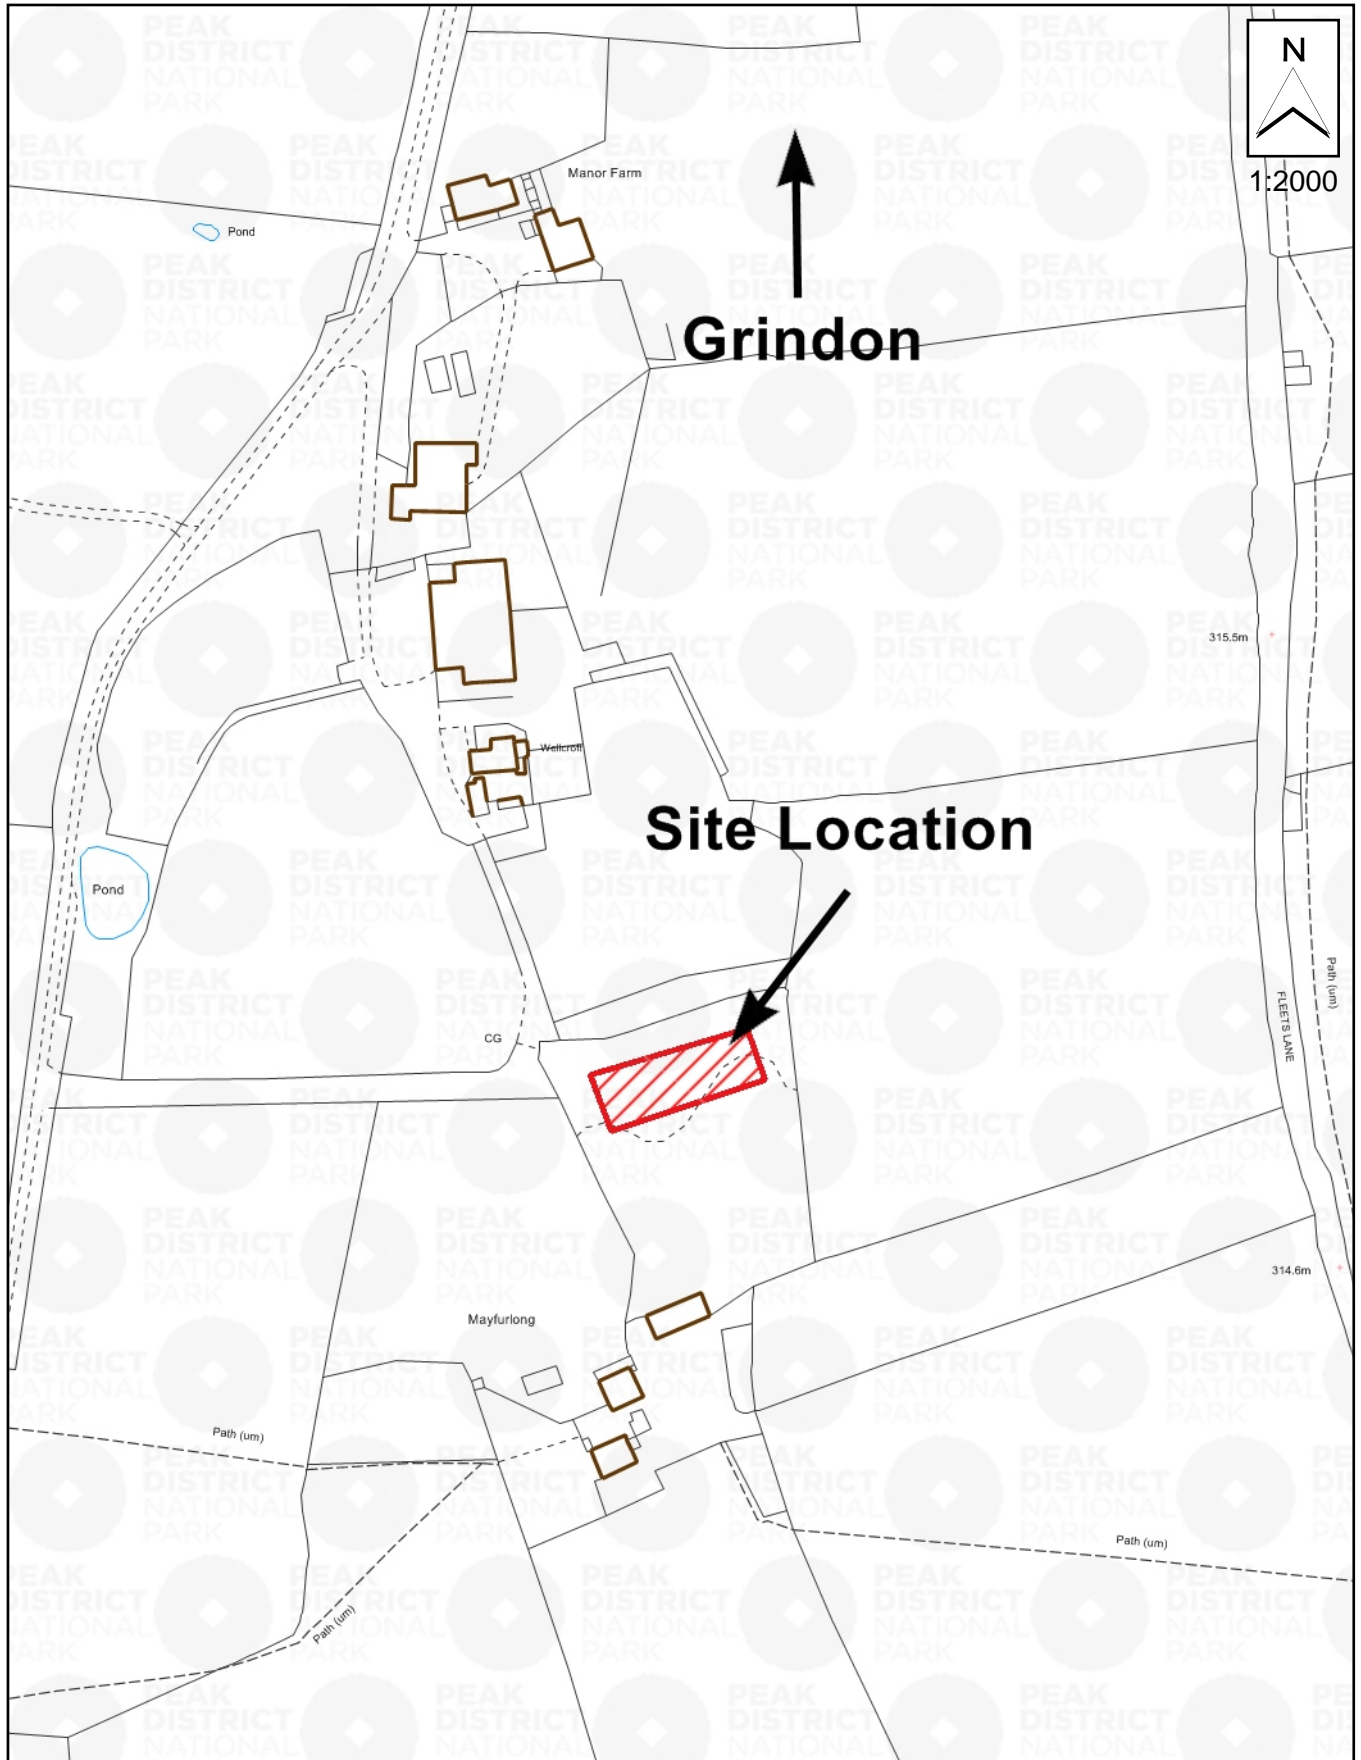 N
1:2000
Manor Farm
Pond
Grindon
315.5m
Wellcroft
Site Location
Pond
Path (um)
FLEETS LANE
CG
314.6m
Mayfurlong
Path (um)
Path (um)
Path (um)
PEAK
DISTRICT
NATIONAL
PARK